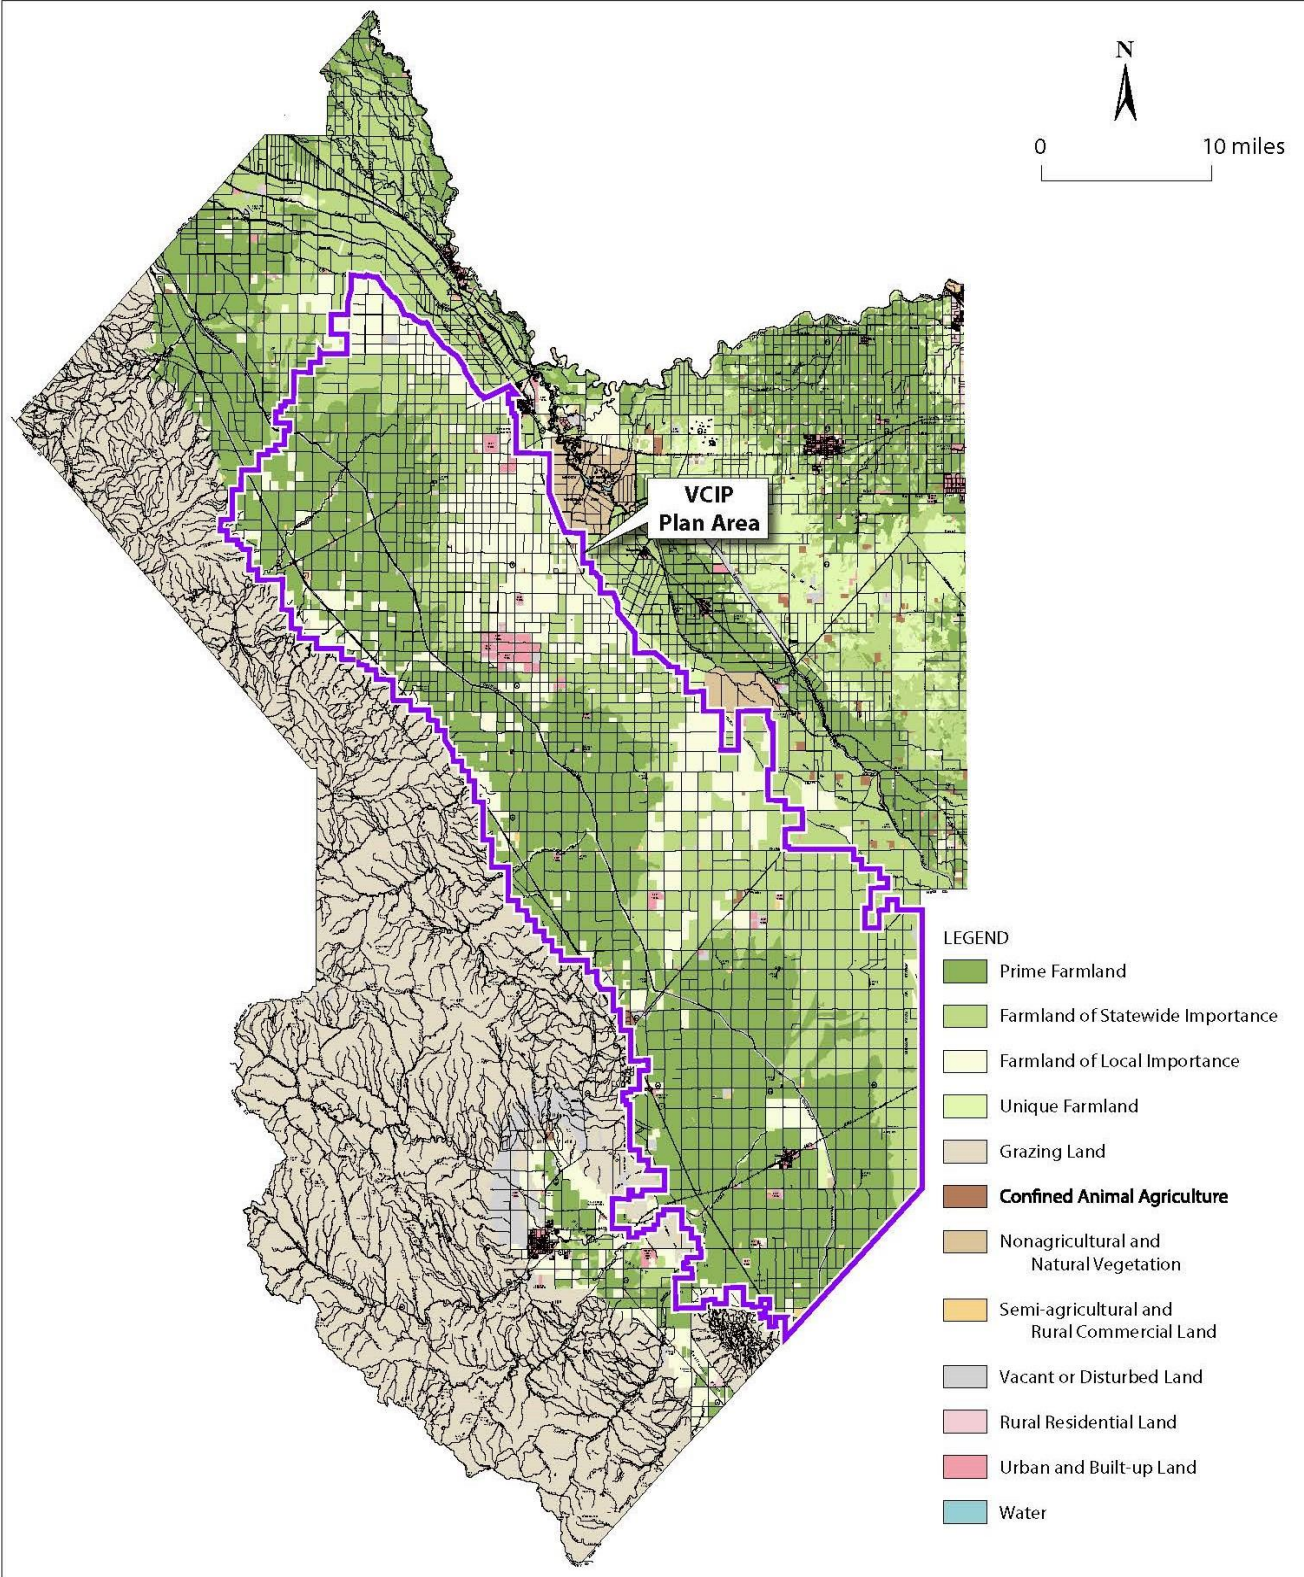 N
0 10 miles
VCIP
Plan Area
LEGEND
Prime Farmland
Farmland of Statewide Importance
Farmland of Local Importance
Unique Farmland
Grazing Land
Confined Animal Agriculture
Nonagricultural and
Natural Vegetation
Semi-agricultural and
Rural Commercial Land
Vacant or Disturbed Land
Rural Residential Land
Urban and Built-up Land
Water